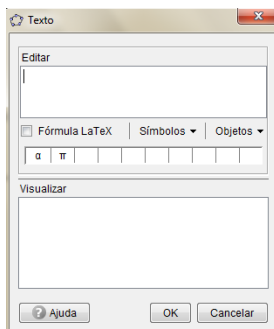 Texto
Editar
Fórmula LaTeX Símbolos Objetos
α π
Visualizar
Ajuda OK Cancelar